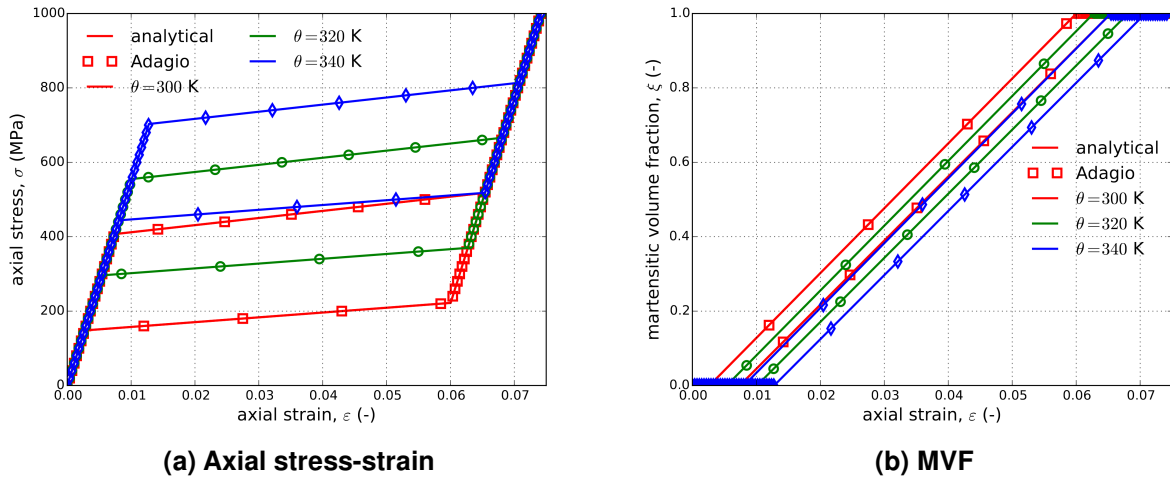 1000
800
600
400
200
0
axial stress, σ (MPa)
analytical
Adagio
θ=300 K
θ=320 K
θ=340 K
0.00 0.01 0.02 0.03 0.04 0.05 0.06 0.07
axial strain, ε (-)
(a) Axial stress-strain
1.0
0.8
0.6
0.4
0.2
0.0
martensitic volume fraction, ξ (-)
analytical
Adagio
θ=300 K
θ=320 K
θ=340 K
0.00 0.01 0.02 0.03 0.04 0.05 0.06 0.07
axial strain, ε (-)
(b) MVF